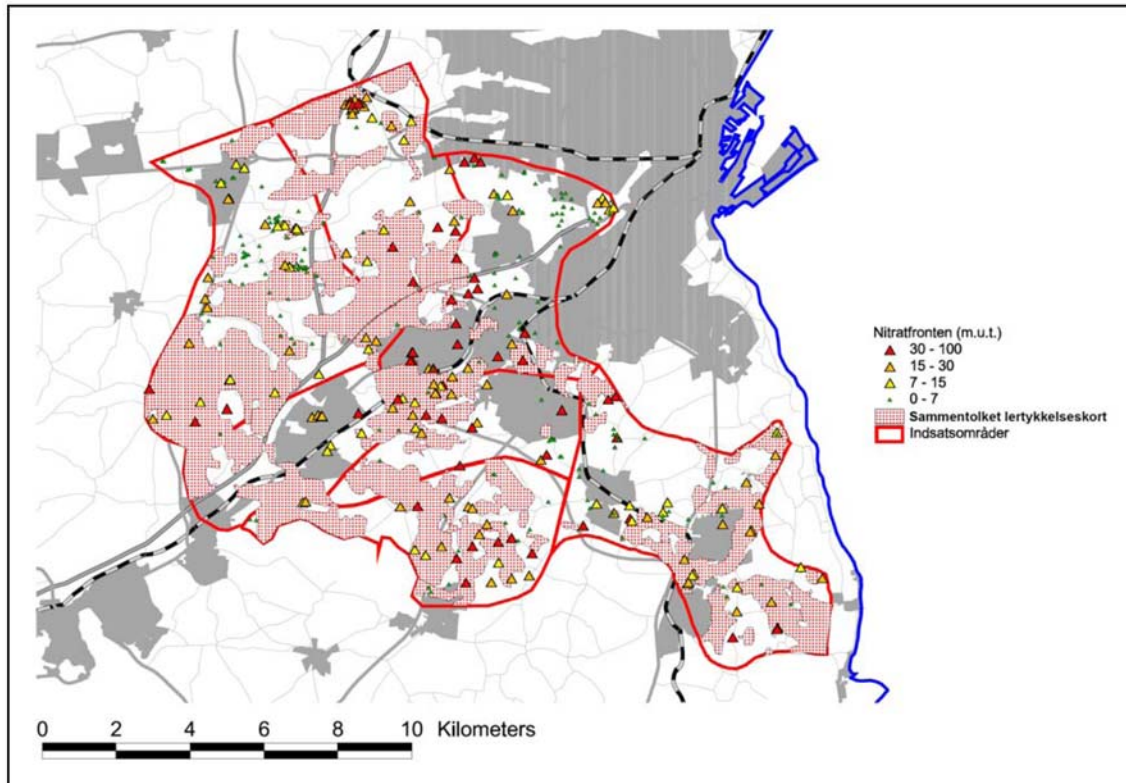 Nitratfronten (m.u.t.)
30 - 100
15 - 30
7 - 15
0 - 7
Sammentolket lertykkelseskort
Indsatsområder
0 2 4 6 8 10 Kilometers